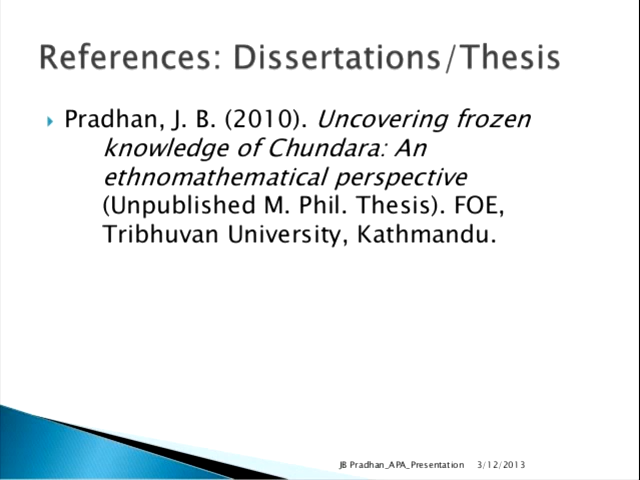 References: Dissertations/Thesis
Pradhan, J. B. (2010). Uncovering frozen
knowledge of Chundara: An
ethnomathematical perspective
(Unpublished M. Phil. Thesis). FOE,
Tribhuvan University, Kathmandu.
JB Pradhan_APA_Presentation 3/12/2013